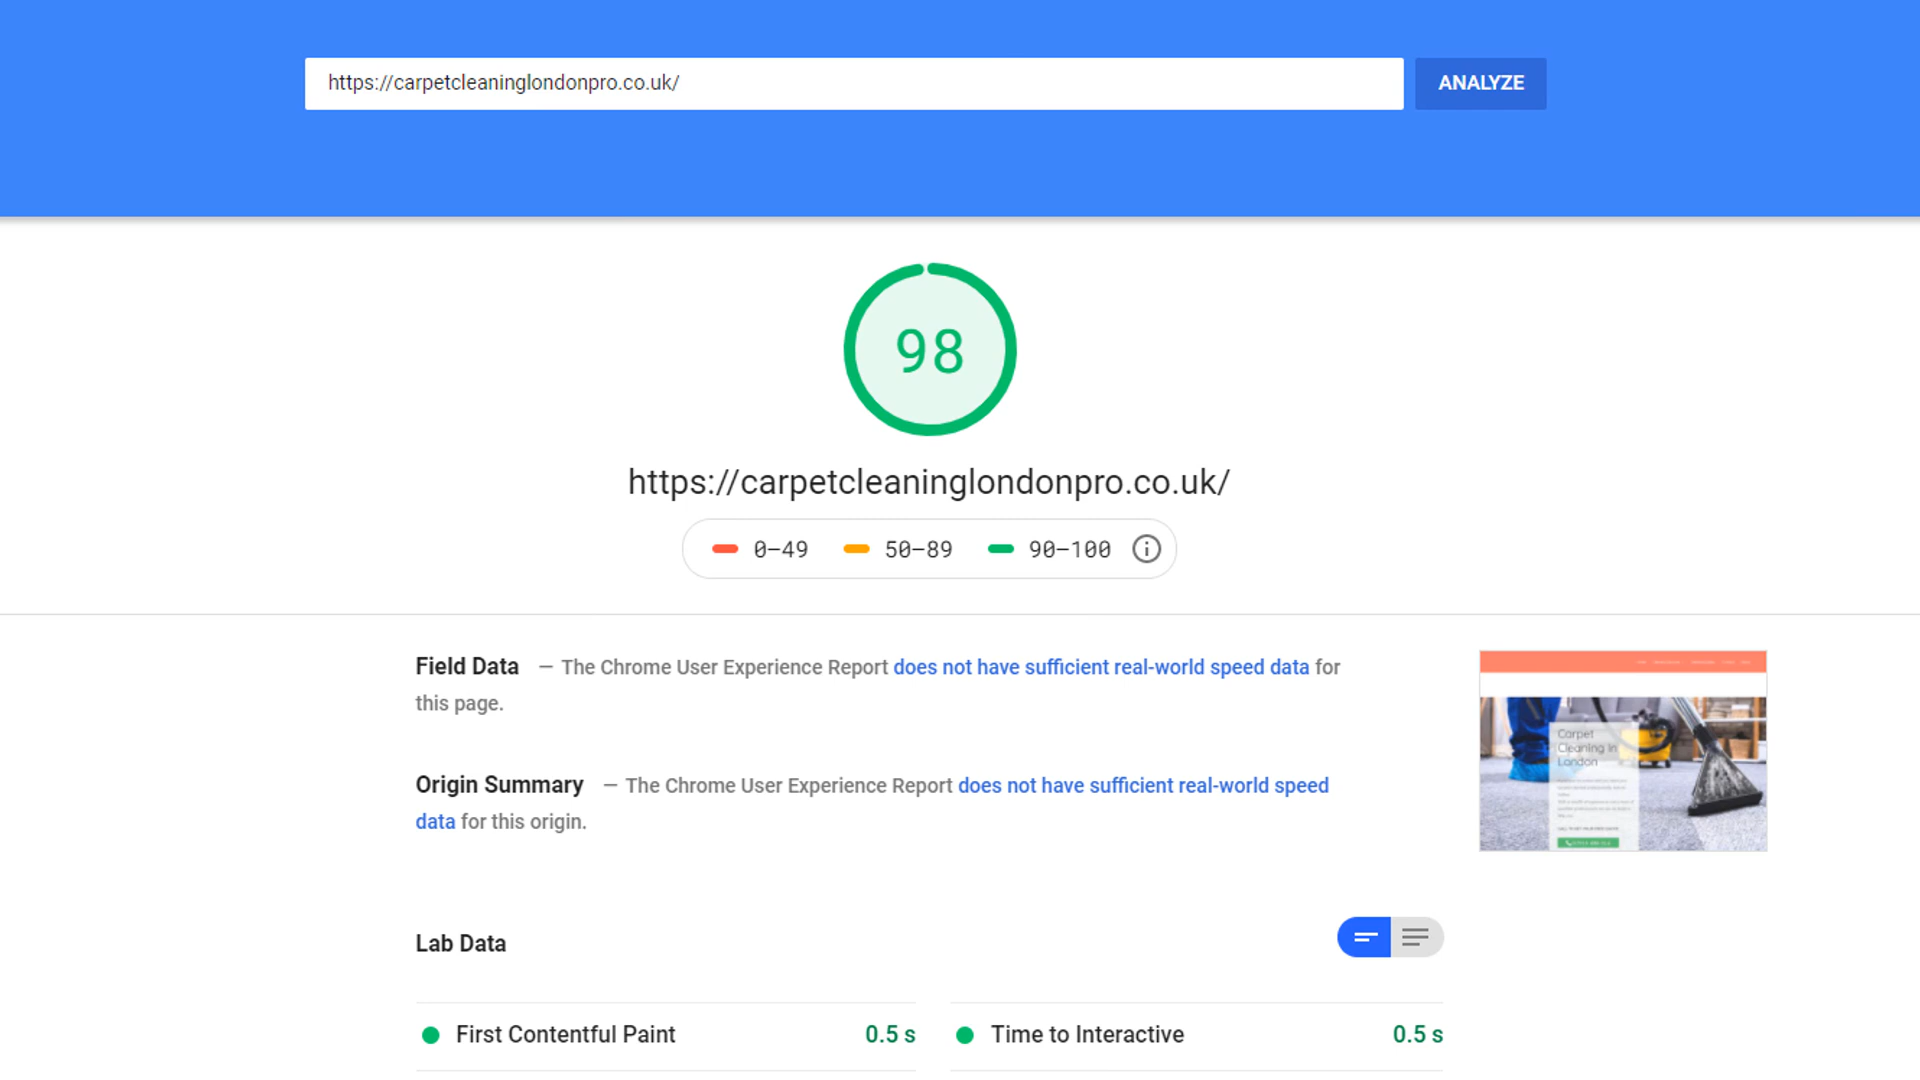 https://carpetcleaninglondonpro.co.uk/
ANALYZE
98
https://carpetcleaninglondonpro.co.uk/
0–49 50–89 90–100
Field Data — The Chrome User Experience Report does not have sufficient real-world speed data for
this page.
Origin Summary — The Chrome User Experience Report does not have sufficient real-world speed
data for this origin.
Carpet
Cleaning in
London
Lab Data
First Contentful Paint 0.5 s
Time to Interactive 0.5 s